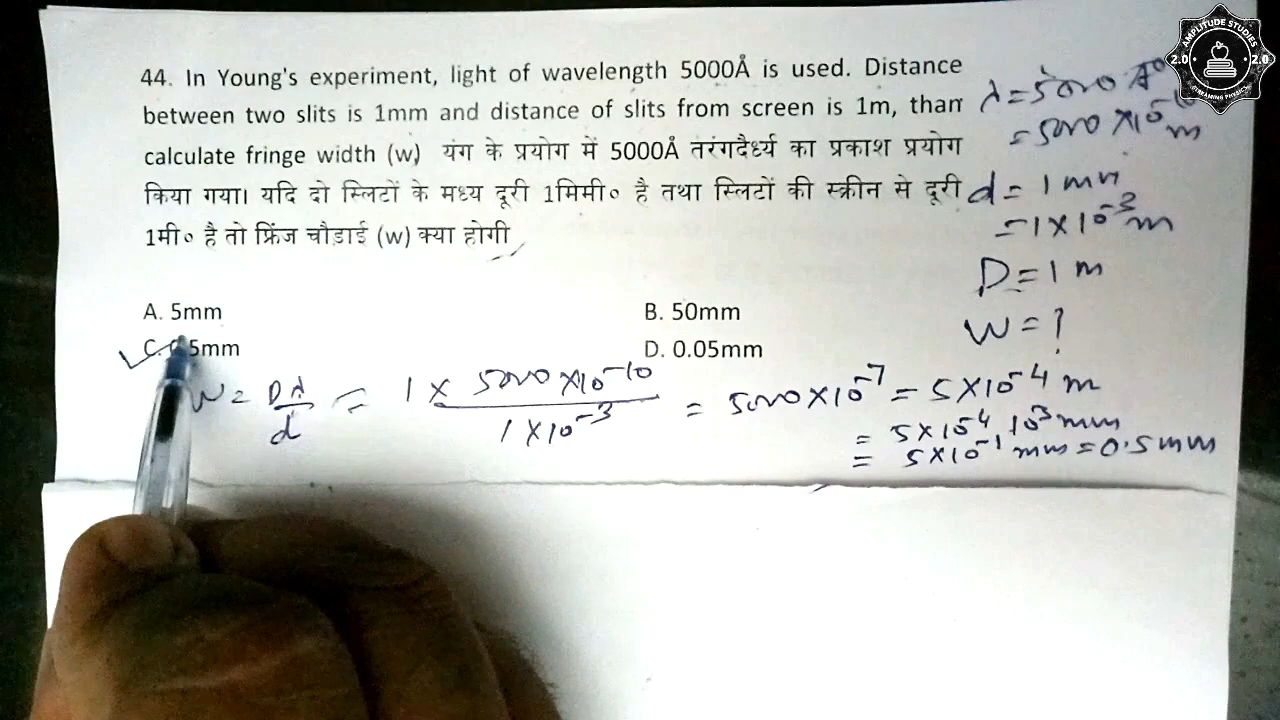 AMPLITUDE STUDIES
2.0 2.0
44. In Young's experiment, light of wavelength 5000Å is used. Distance
between two slits is 1mm and distance of slits from screen is 1m, than
calculate fringe width (w) यंग के प्रयोग में 5000Å तरंगदैर्ध्य का प्रकाश प्रयोग
किया गया। यदि दो स्लिटों के मध्य दूरी 1मिमी० है तथा स्लिटों की स्क्रीन से दूरी
1मी० है तो फ्रिंज चौड़ाई (w) क्या होगी
λ = 5000 A°
= 5000 × 10⁻¹⁰ m
d = 1 mm
= 1 × 10⁻³ m
D = 1 m
W = ?
A. 5mm B. 50mm
C. 0.5mm D. 0.05mm
W = Dλ/d = 1 × 5000 × 10⁻¹⁰ / 1 × 10⁻³ = 5000 × 10⁻⁷ = 5 × 10⁻⁴ m
= 5 × 10⁻⁴ 10³ mm
= 5 × 10⁻¹ mm = 0.5 mm